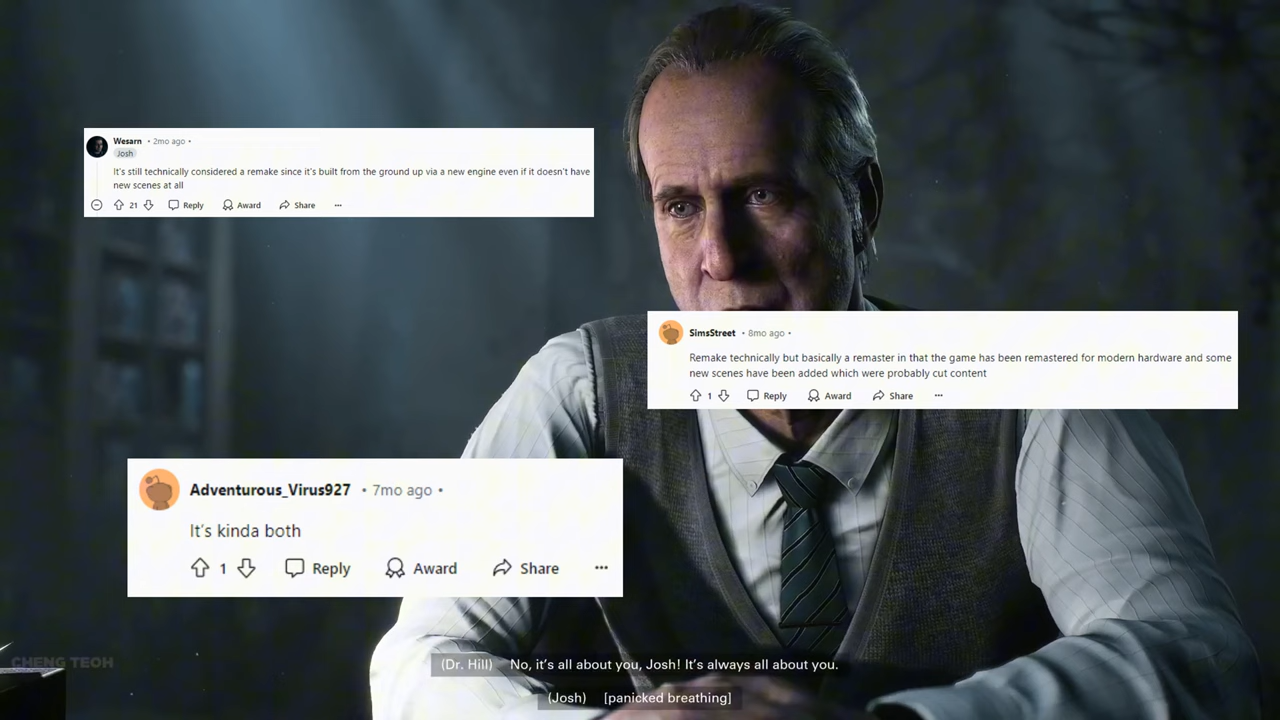 Wesarn • 2mo ago •
Josh
It's still technically considered a remake since it's built from the ground up via a new engine even if it doesn't have
new scenes at all
21 Reply Award Share ...
SimsStreet • 8mo ago •
Remake technically but basically a remaster in that the game has been remastered for modern hardware and some
new scenes have been added which were probably cut content
1 Reply Award Share ...
Adventurous_Virus927 • 7mo ago •
It's kinda both
1 Reply Award Share ...
CHENG TEOH
(Dr. Hill) No, it's all about you, Josh! It's always all about you.
(Josh) [panicked breathing]